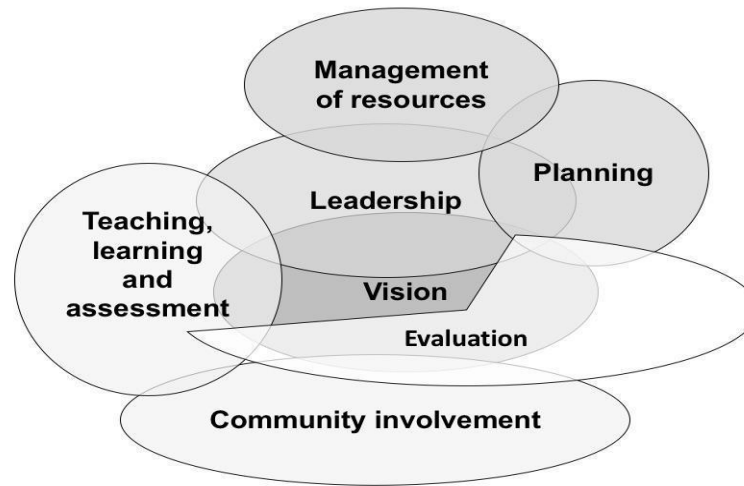 Management
of resources
Planning
Leadership
Teaching,
learning
and
assessment
Vision
Evaluation
Community involvement